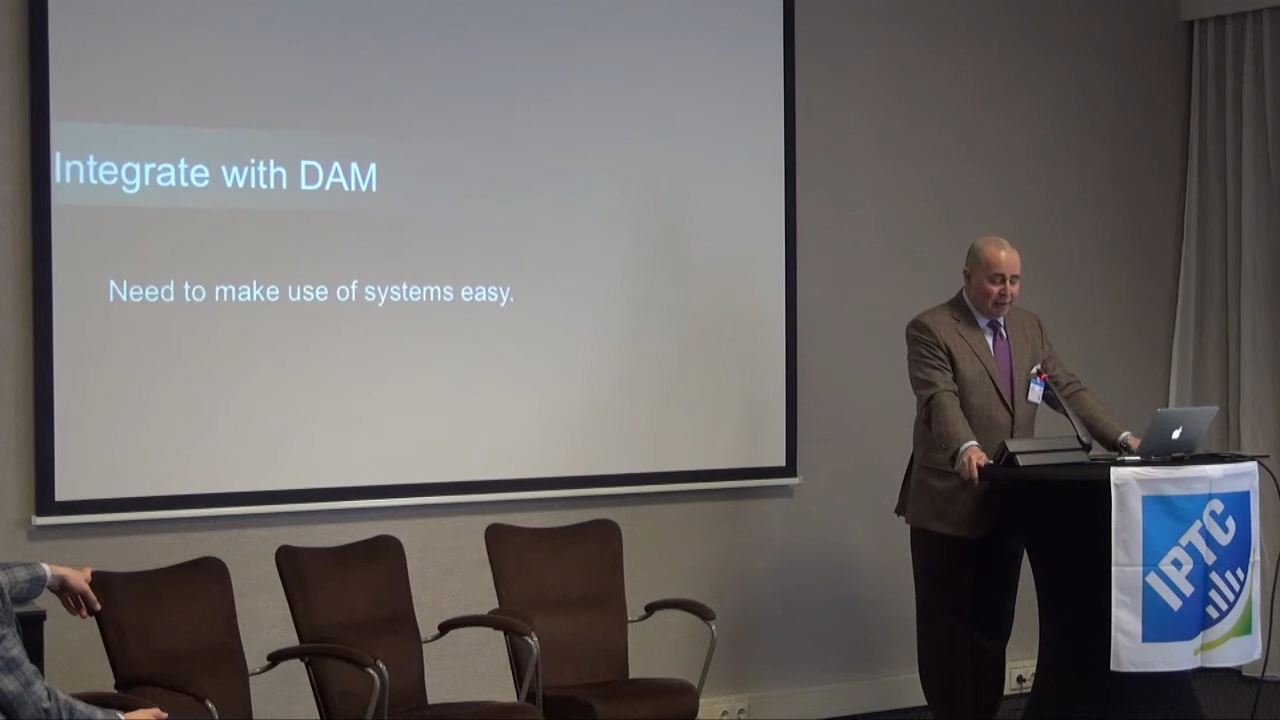 Integrate with DAM
Need to make use of systems easy.
IPTC